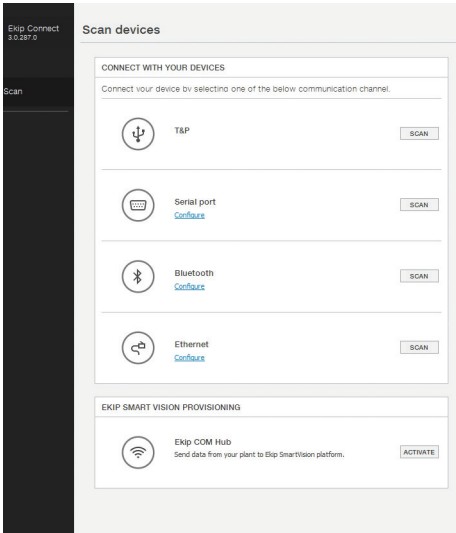 Ekip Connect
3.0.287.0
Scan devices
Scan
CONNECT WITH YOUR DEVICES
Connect your device by selecting one of the below communication channel.
T&P
SCAN
Serial port
Configure
SCAN
Bluetooth
Configure
SCAN
Ethernet
Configure
SCAN
EKIP SMART VISION PROVISIONING
Ekip COM Hub
Send data from your plant to Ekip SmartVision platform.
ACTIVATE